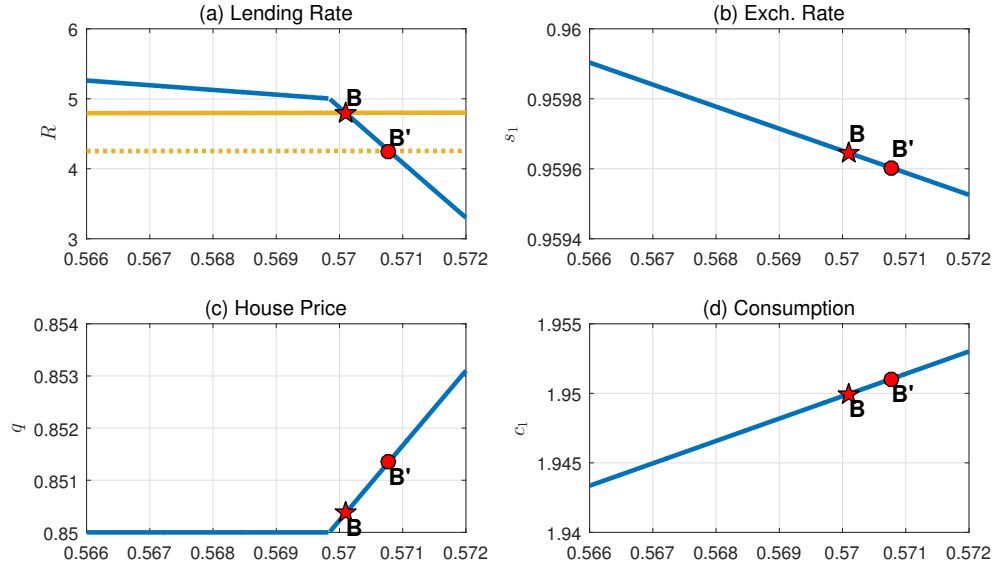 (a) Lending Rate
6
5
4
3
R
B
B'
0.566 0.567 0.568 0.569 0.57 0.571 0.572
(b) Exch. Rate
0.96
0.9598
0.9596
0.9594
s1
B
B'
0.566 0.567 0.568 0.569 0.57 0.571 0.572
(c) House Price
0.854
0.853
0.852
0.851
0.85
q
B'
B
0.566 0.567 0.568 0.569 0.57 0.571 0.572
(d) Consumption
1.955
1.95
1.945
1.94
c1
B
B'
0.566 0.567 0.568 0.569 0.57 0.571 0.572